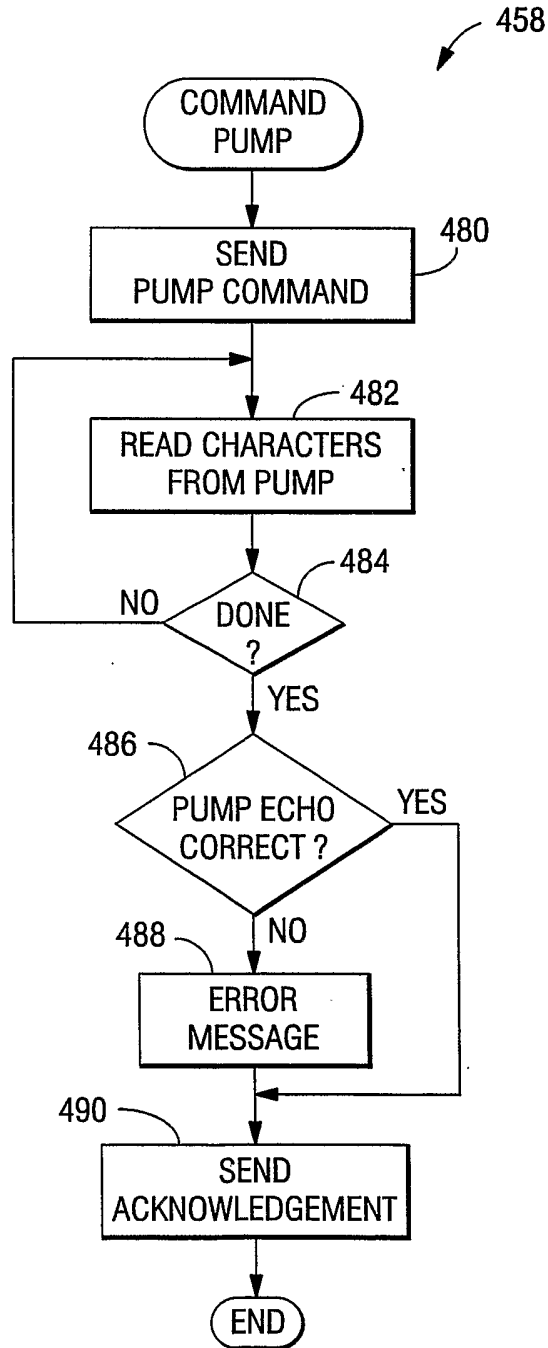 458
COMMAND
PUMP
480
SEND
PUMP COMMAND
482
READ CHARACTERS
FROM PUMP
484
NO
DONE
?
YES
486
PUMP ECHO
CORRECT ?
YES
NO
488
ERROR
MESSAGE
490
SEND
ACKNOWLEDGEMENT
END